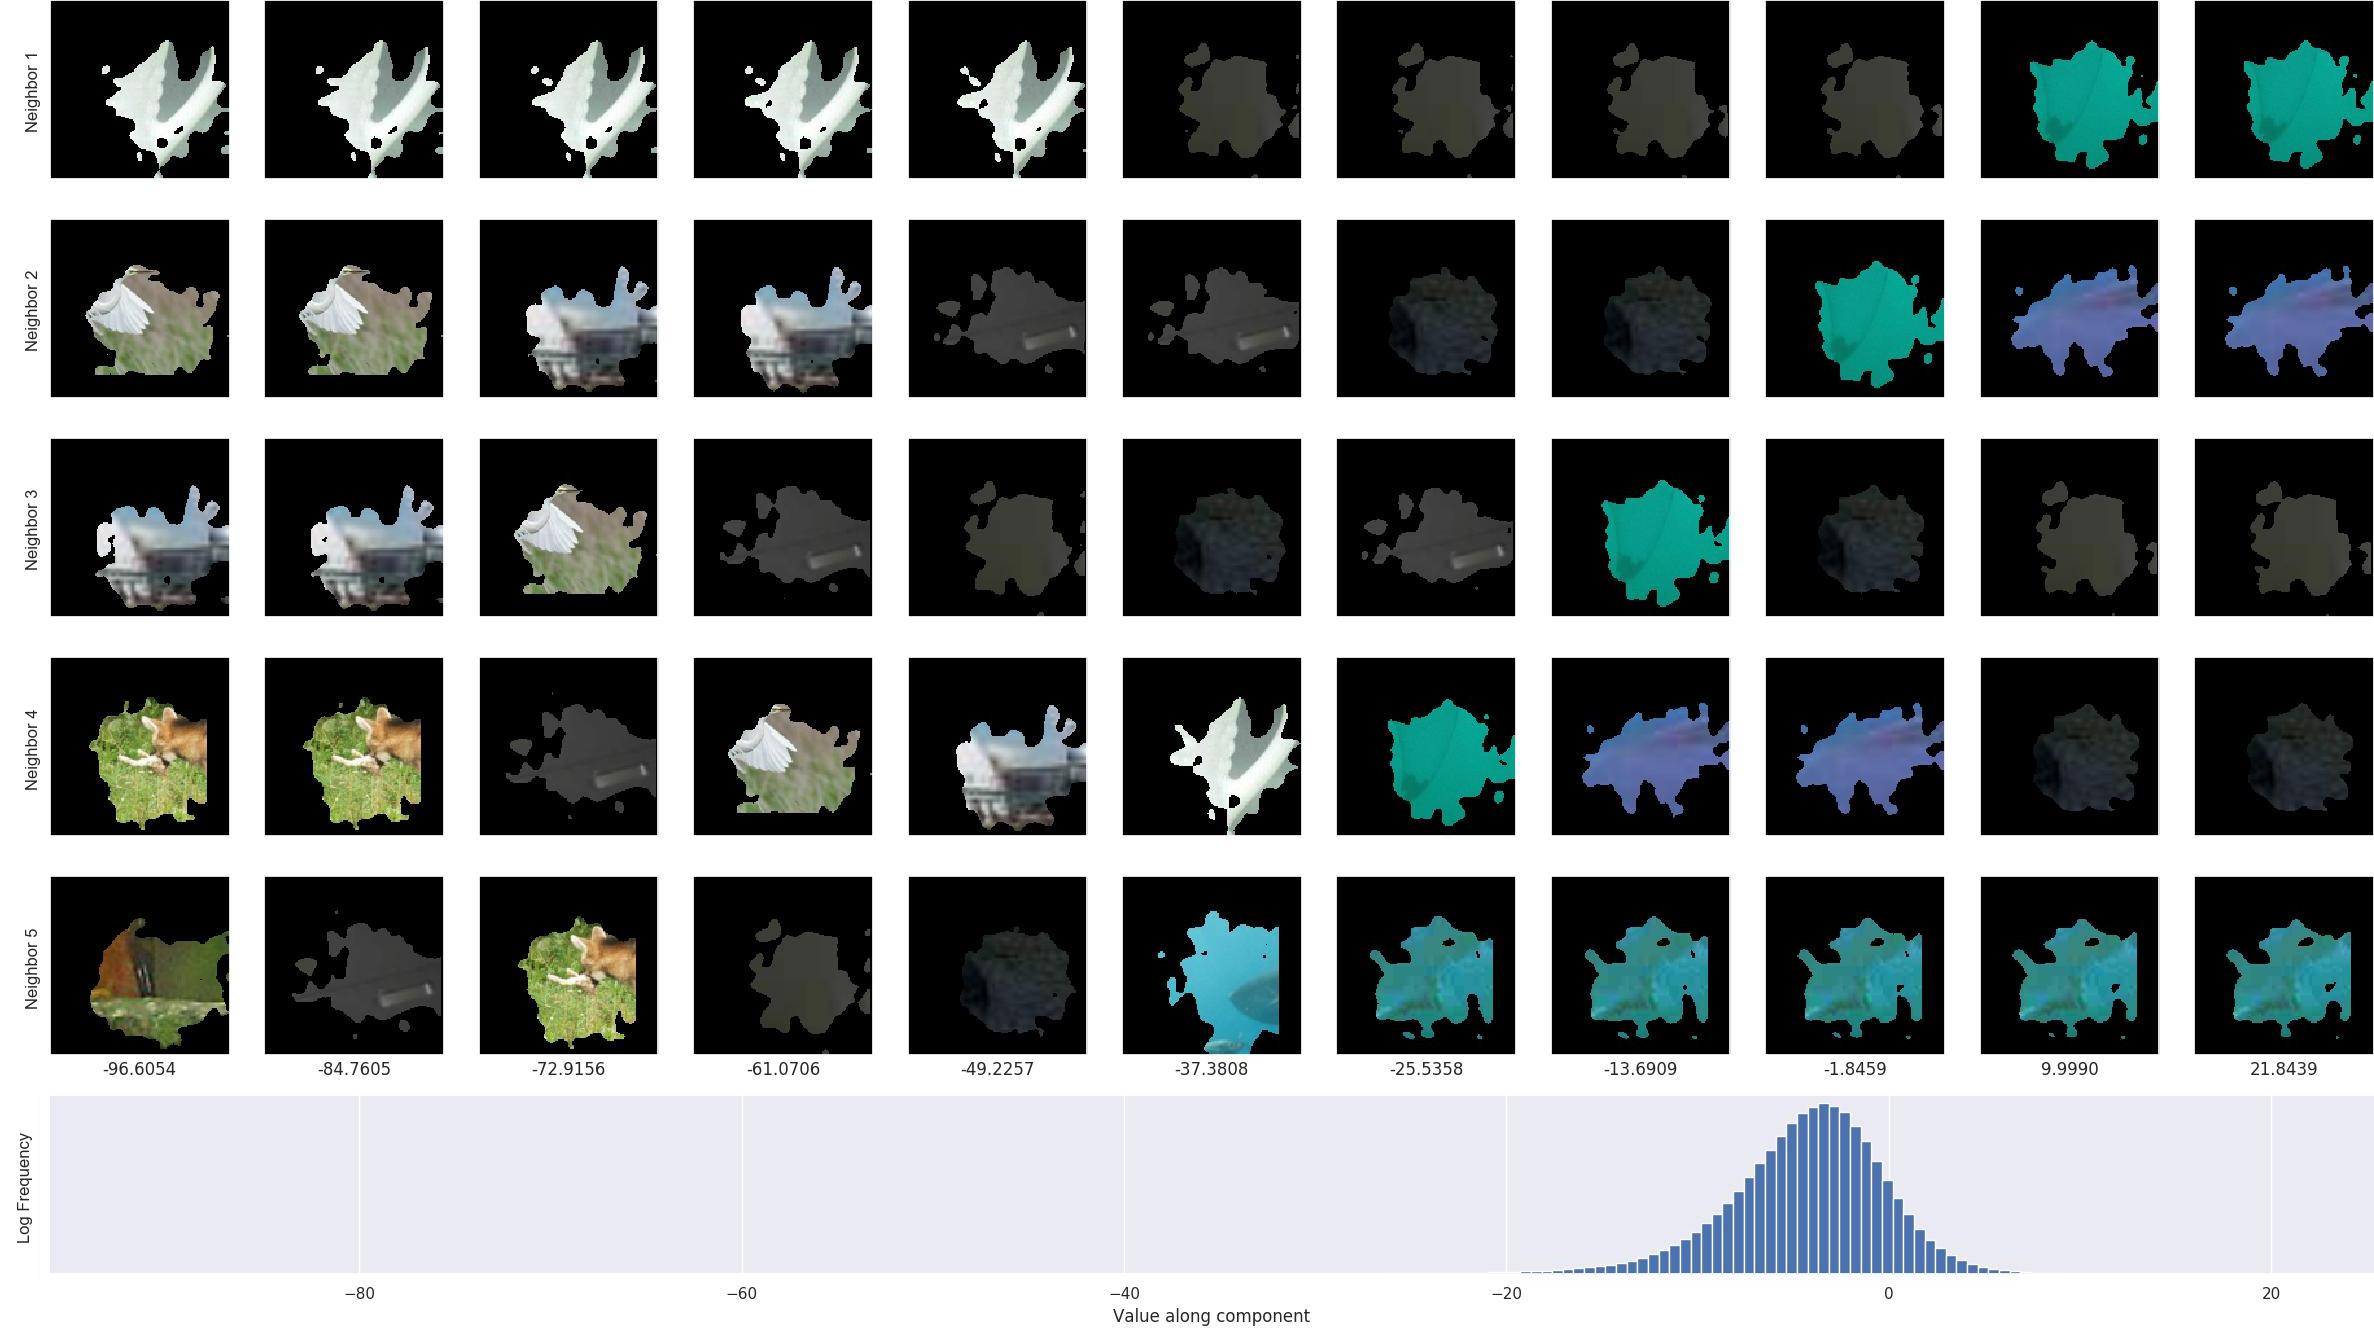 Neighbor 1
Neighbor 2
Neighbor 3
Neighbor 4
Neighbor 5
-96.6054 -84.7605 -72.9156 -61.0706 -49.2257 -37.3808 -25.5358 -13.6909 -1.8459 9.9990 21.8439
Log Frequency
−80 −60 −40 −20 0 20
Value along component